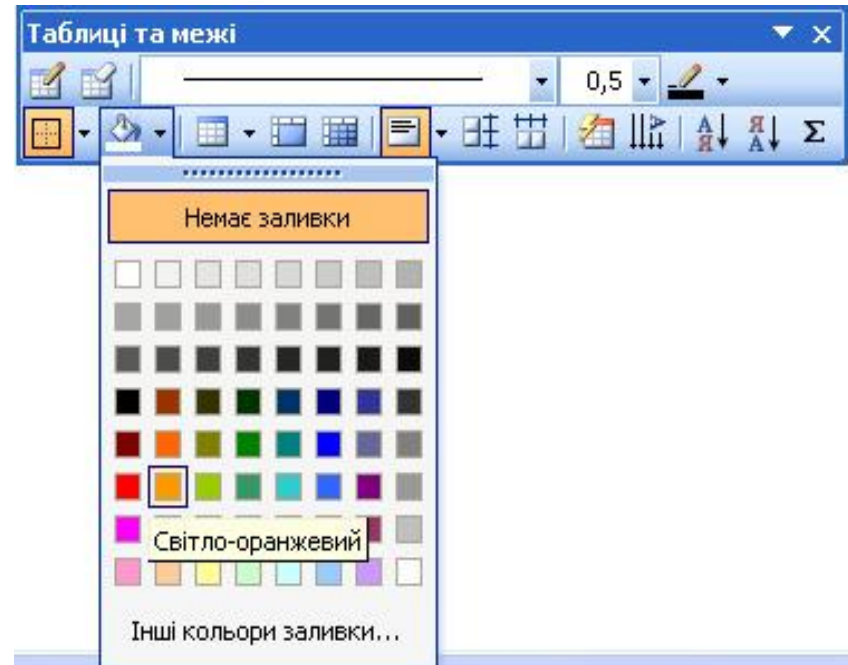 Таблиці та межі
0,5
А Я Я А Σ
Немає заливки
Світло-оранжевий
Інші кольори заливки...